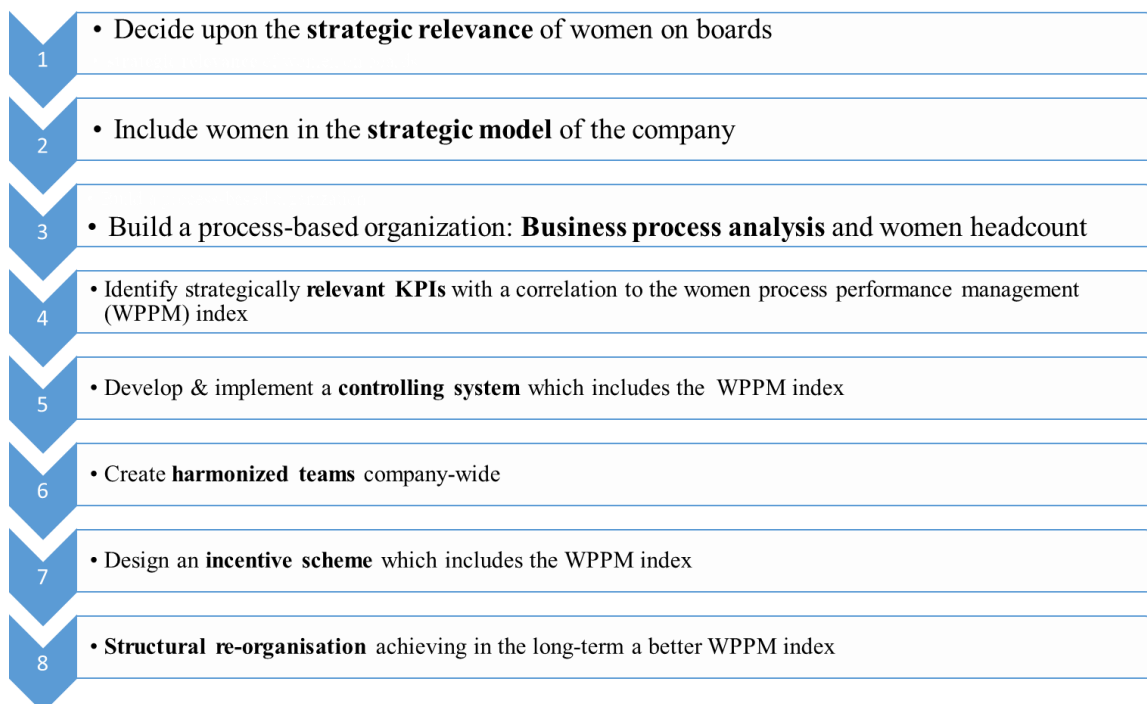 1
• Decide upon the strategic relevance of women on boards
2
• Include women in the strategic model of the company
3
• Build a process-based organization: Business process analysis and women headcount
4
• Identify strategically relevant KPIs with a correlation to the women process performance management
(WPPM) index
5
• Develop & implement a controlling system which includes the WPPM index
6
• Create harmonized teams company-wide
7
• Design an incentive scheme which includes the WPPM index
8
• Structural re-organisation achieving in the long-term a better WPPM index